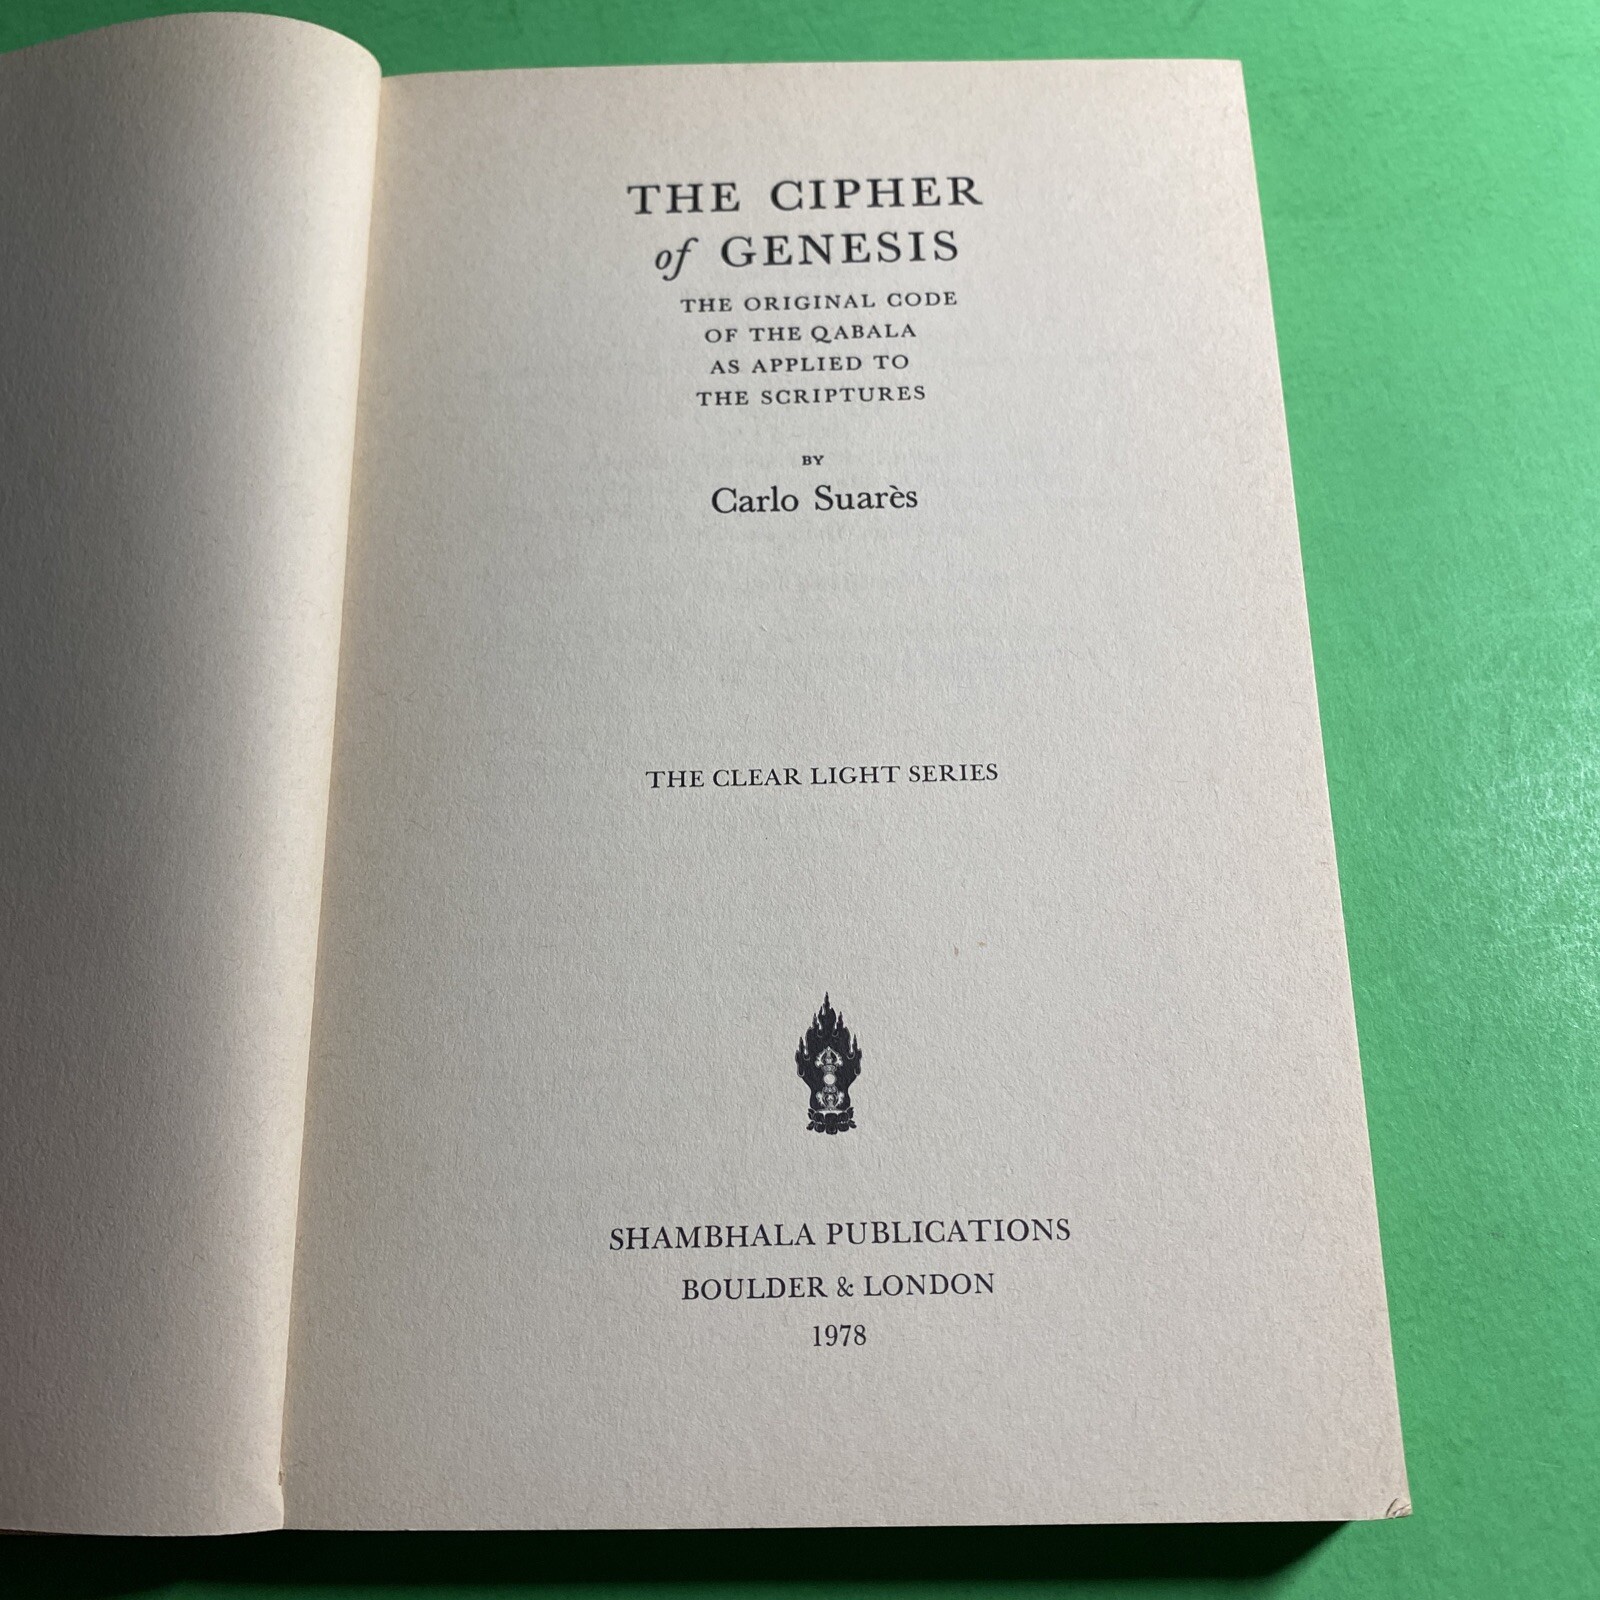 THE CIPHER
of GENESIS
THE ORIGINAL CODE
OF THE QABALA
AS APPLIED TO
THE SCRIPTURES
BY
Carlo Suarès
THE CLEAR LIGHT SERIES
SHAMBHALA PUBLICATIONS
BOULDER & LONDON
1978